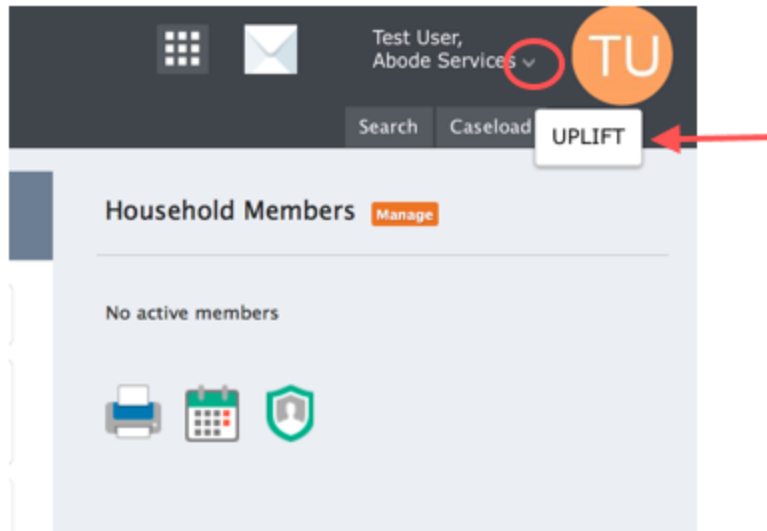 Test User,
Abode Services
TU
Search
Caseload
UPLIFT
Household Members
Manage
No active members